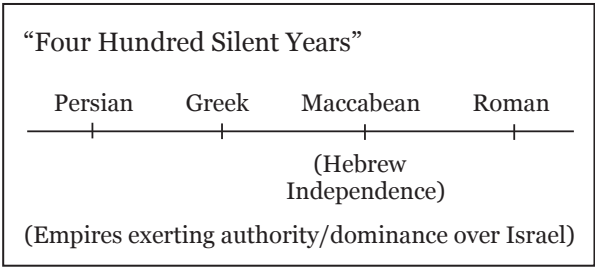 “Four Hundred Silent Years”
Persian Greek Maccabean Roman
(Hebrew
Independence)
(Empires exerting authority/dominance over Israel)